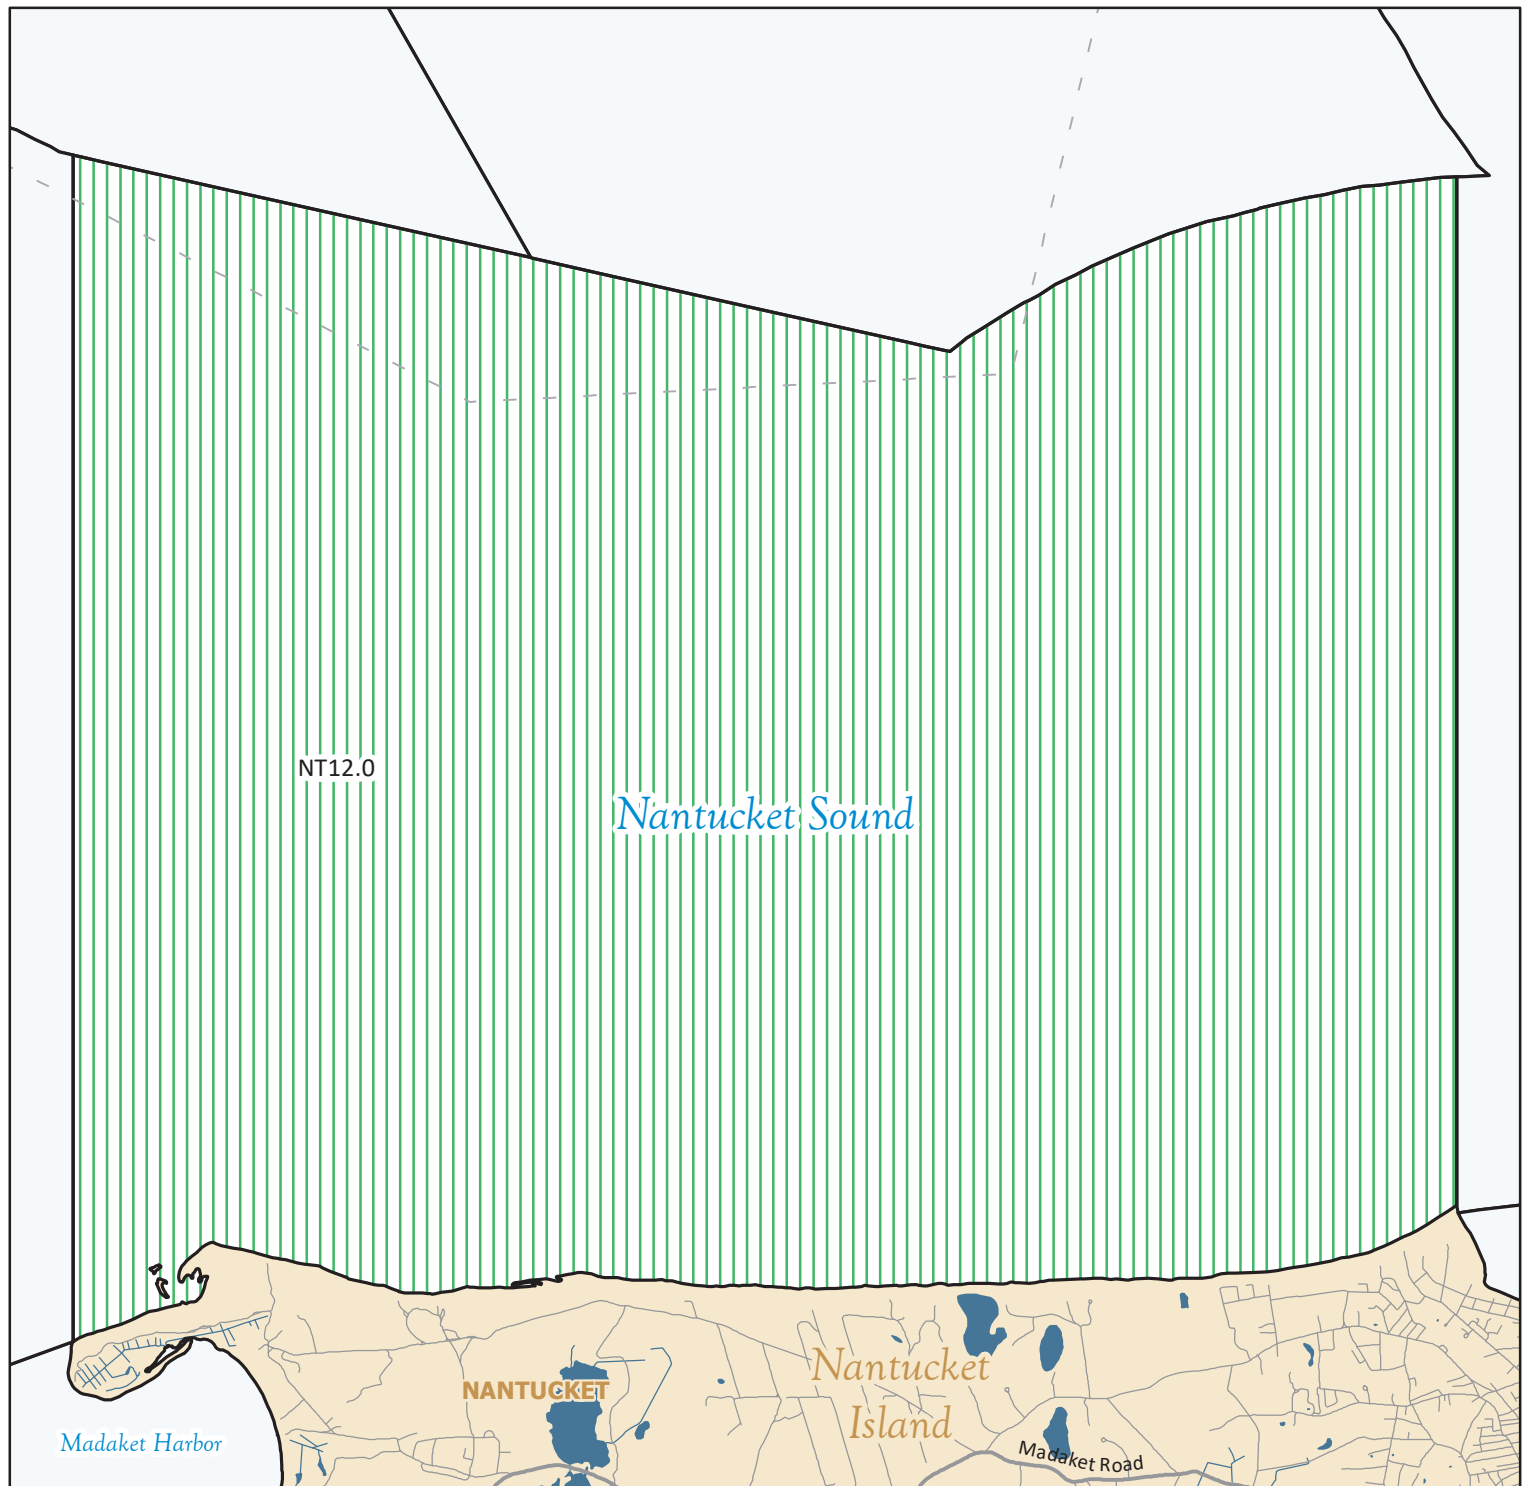 NT12.0
Nantucket Sound
NANTUCKET
Nantucket
Island
Madaket Harbor
Madaket Road